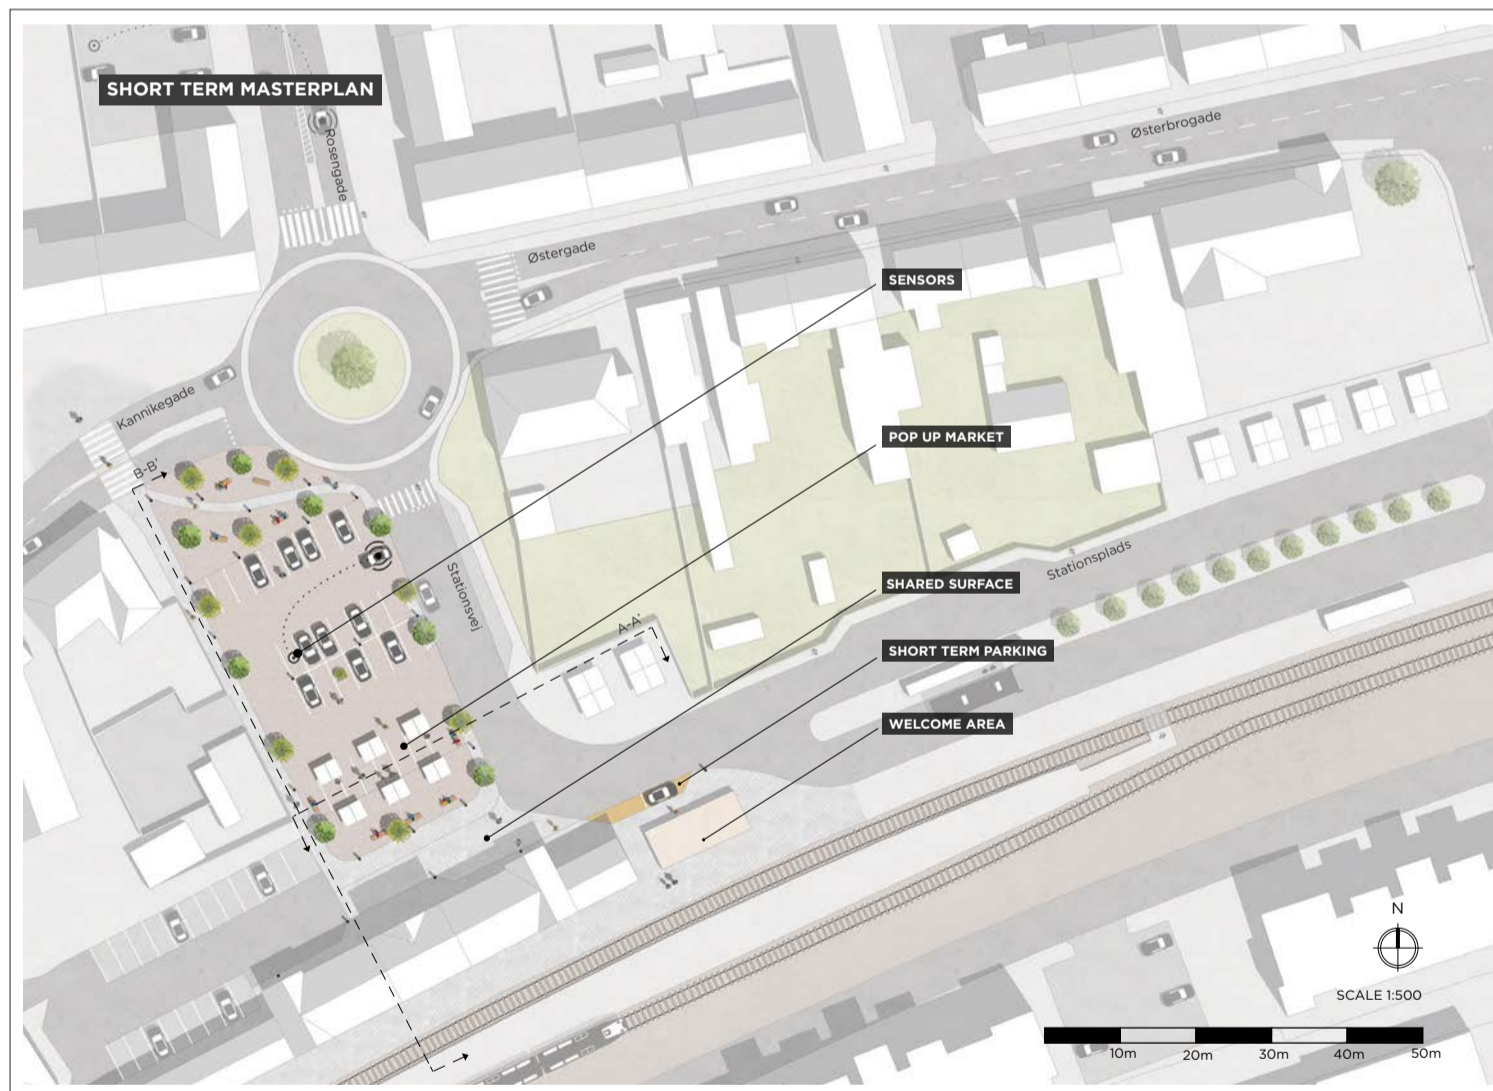 SHORT TERM MASTERPLAN
Rosengade
Østerbrogade
Østergade
SENSORS
Kannikegade
POP UP MARKET
B-B'
Stationsplads
SHARED SURFACE
Stationsvej
A-A'
SHORT TERM PARKING
WELCOME AREA
N
SCALE 1:500
10m 20m 30m 40m 50m